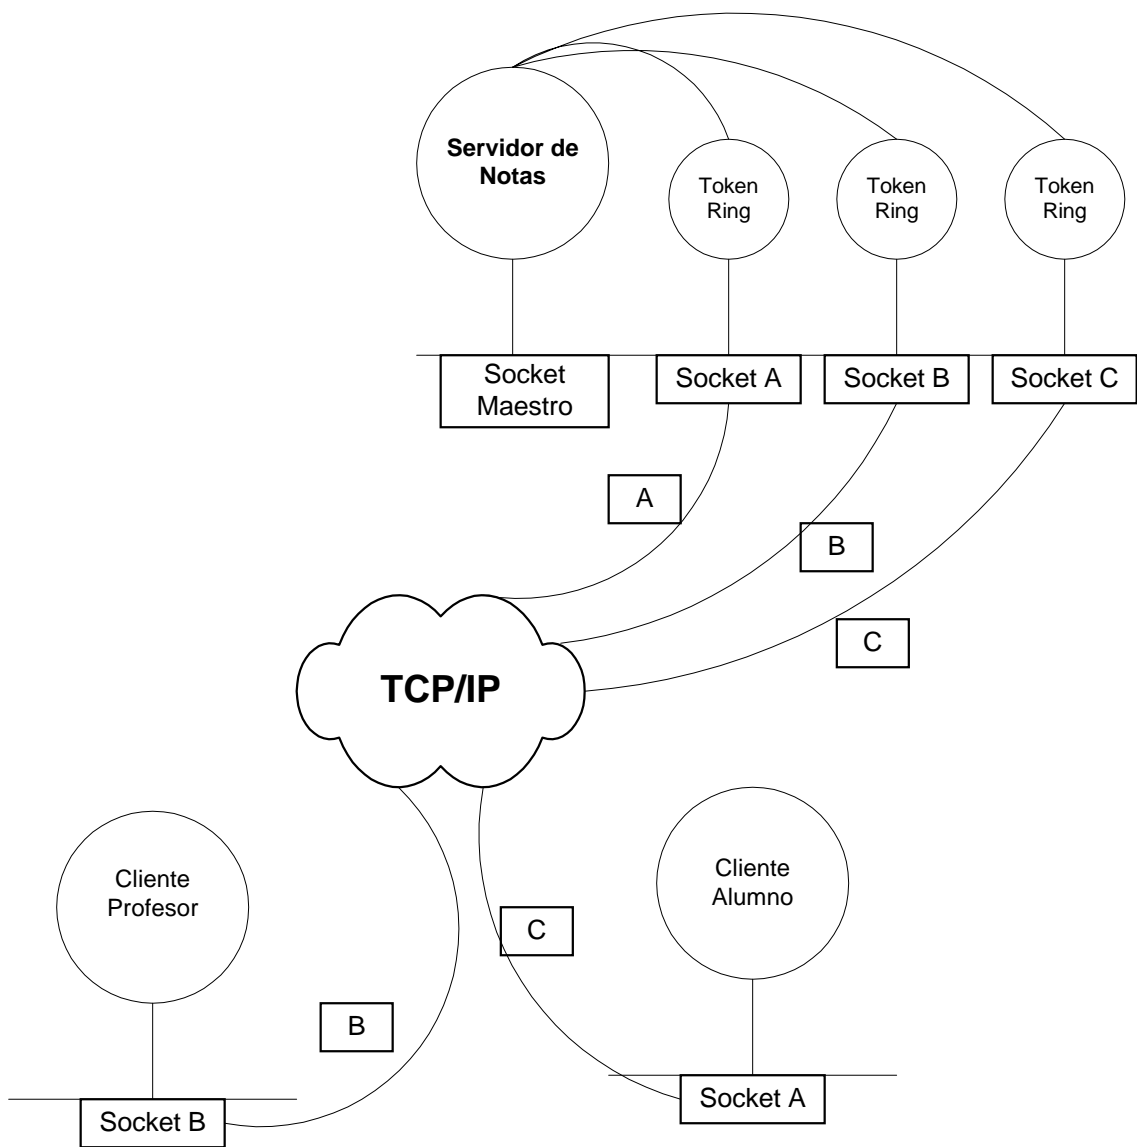 Servidor de
Notas
Token
Ring
Token
Ring
Token
Ring
Socket
Maestro
Socket A
Socket B
Socket C
A
B
C
TCP/IP
Cliente
Profesor
Cliente
Alumno
C
B
Socket B
Socket A